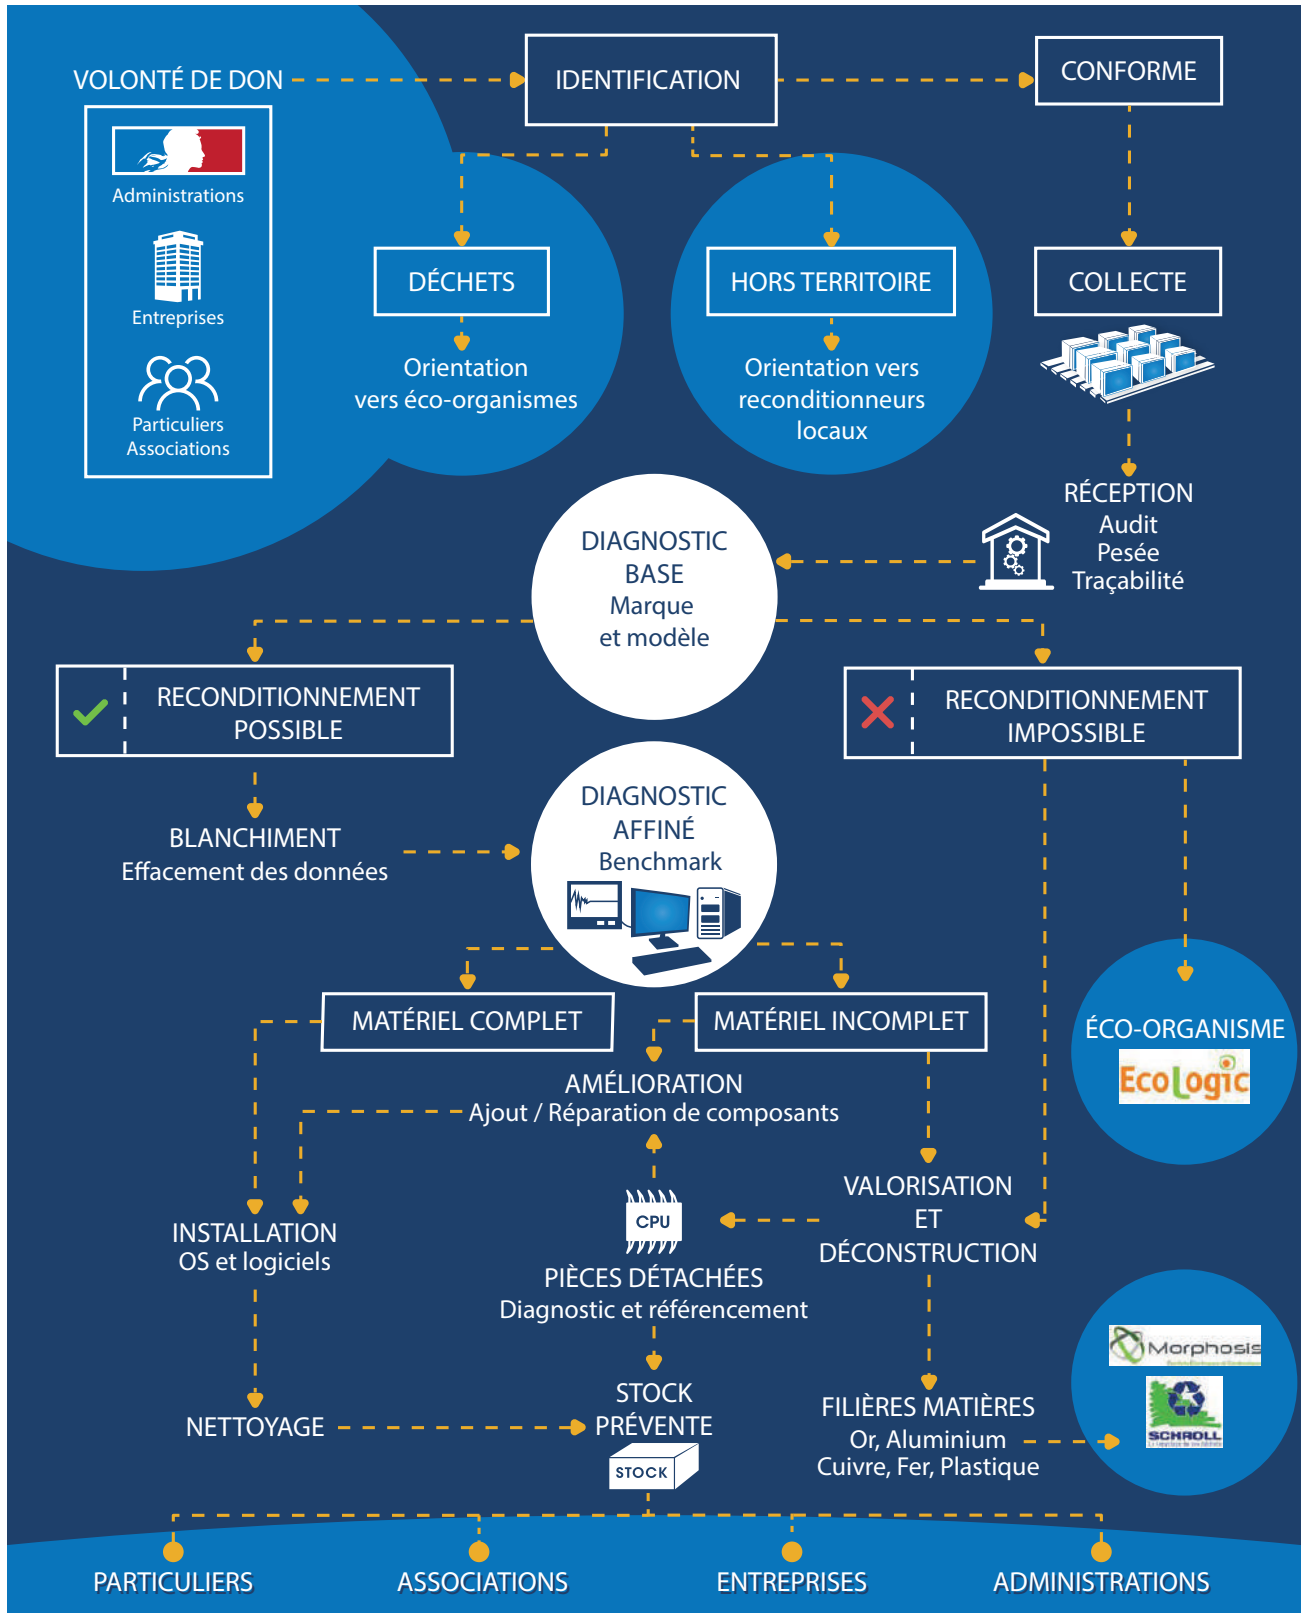 VOLONTÉ DE DON
IDENTIFICATION
CONFORME
Administrations
Entreprises
Particuliers
Associations
DÉCHETS
Orientation
vers éco-organismes
HORS TERRITOIRE
Orientation vers
reconditionneurs
locaux
COLLECTE
RÉCEPTION
Audit
Pesée
Traçabilité
DIAGNOSTIC
BASE
Marque
et modèle
RECONDITIONNEMENT
POSSIBLE
RECONDITIONNEMENT
IMPOSSIBLE
BLANCHIMENT
Effacement des données
DIAGNOSTIC
AFFINÉ
Benchmark
MATÉRIEL COMPLET
MATÉRIEL INCOMPLET
ÉCO-ORGANISME
EcoLogic
AMÉLIORATION
Ajout / Réparation de composants
VALORISATION
ET
DÉCONSTRUCTION
CPU
INSTALLATION
OS et logiciels
PIÈCES DÉTACHÉES
Diagnostic et référencement
Morphosis
SCHROLL
NETTOYAGE
STOCK
PRÉVENTE
STOCK
FILIÈRES MATIÈRES
Or, Aluminium
Cuivre, Fer, Plastique
PARTICULIERS
ASSOCIATIONS
ENTREPRISES
ADMINISTRATIONS